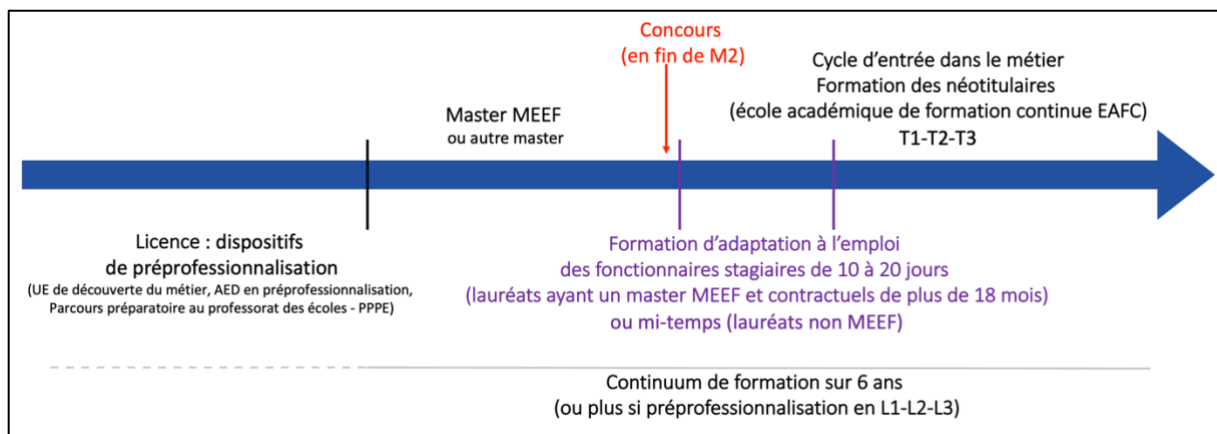 Concours
(en fin de M2)
Cycle d’entrée dans le métier
Formation des néotitulaires
(école académique de formation continue EAFC)
T1-T2-T3
Master MEEF
ou autre master
Licence : dispositifs
de préprofessionnalisation
(UE de découverte du métier, AED en préprofessionnalisation,
Parcours préparatoire au professorat des écoles - PPPE)
Formation d’adaptation à l’emploi
des fonctionnaires stagiaires de 10 à 20 jours
(lauréats ayant un master MEEF et contractuels de plus de 18 mois)
ou mi-temps (lauréats non MEEF)
Continuum de formation sur 6 ans
(ou plus si préprofessionnalisation en L1-L2-L3)